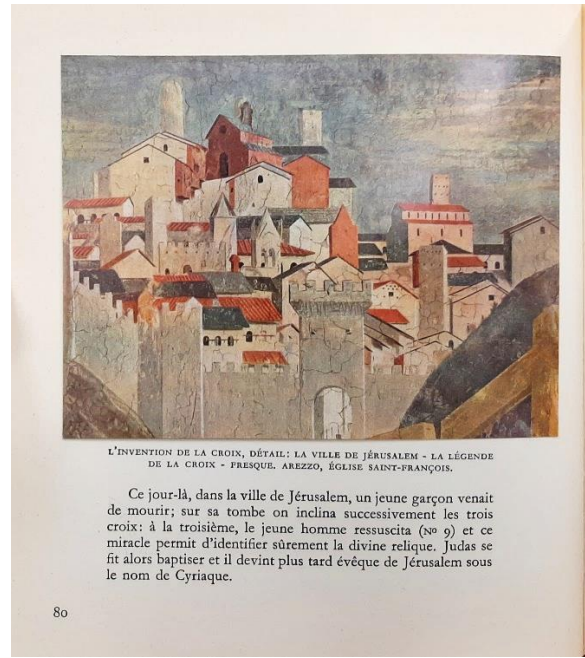 L'INVENTION DE LA CROIX, DÉTAIL: LA VILLE DE JÉRUSALEM - LA LÉGENDE
DE LA CROIX - FRESQUE. AREZZO, ÉGLISE SAINT-FRANÇOIS.
Ce jour-là, dans la ville de Jérusalem, un jeune garçon venait
de mourir; sur sa tombe on inclina successivement les trois
croix: à la troisième, le jeune homme ressuscita (Nº 9) et ce
miracle permit d'identifier sûrement la divine relique. Judas se
fit alors baptiser et il devint plus tard évêque de Jérusalem sous
le nom de Cyriaque.
80